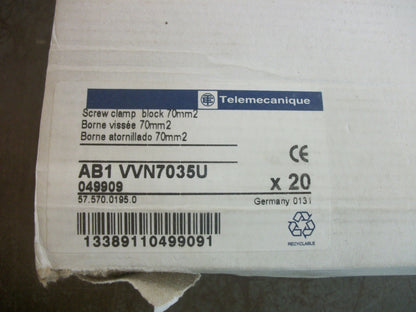 Telemecanique
Screw clamp block 70mm2
Borne vissée 70mm2
Borne atornillado 70mm2
CE
AB1 VVN7035U
x 20
049909
57.570.0195.0
Germany 0131
13389110499091
RECYCLABLE